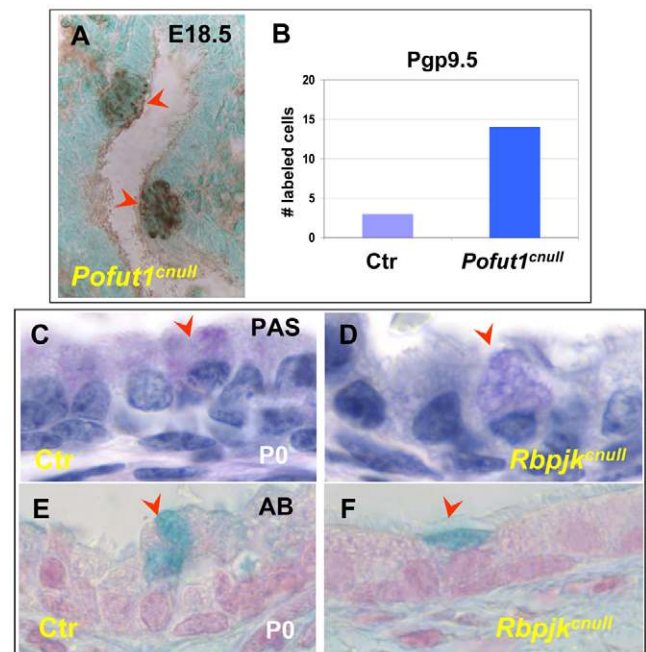 A
E18.5
Pofut1cnull
B
Pgp9.5
# labeled cells
20
15
10
5
0
Ctr
Pofut1cnull
C
PAS
Ctr
P0
D
Rbpjkcnull
E
AB
Ctr
P0
F
Rbpjkcnull